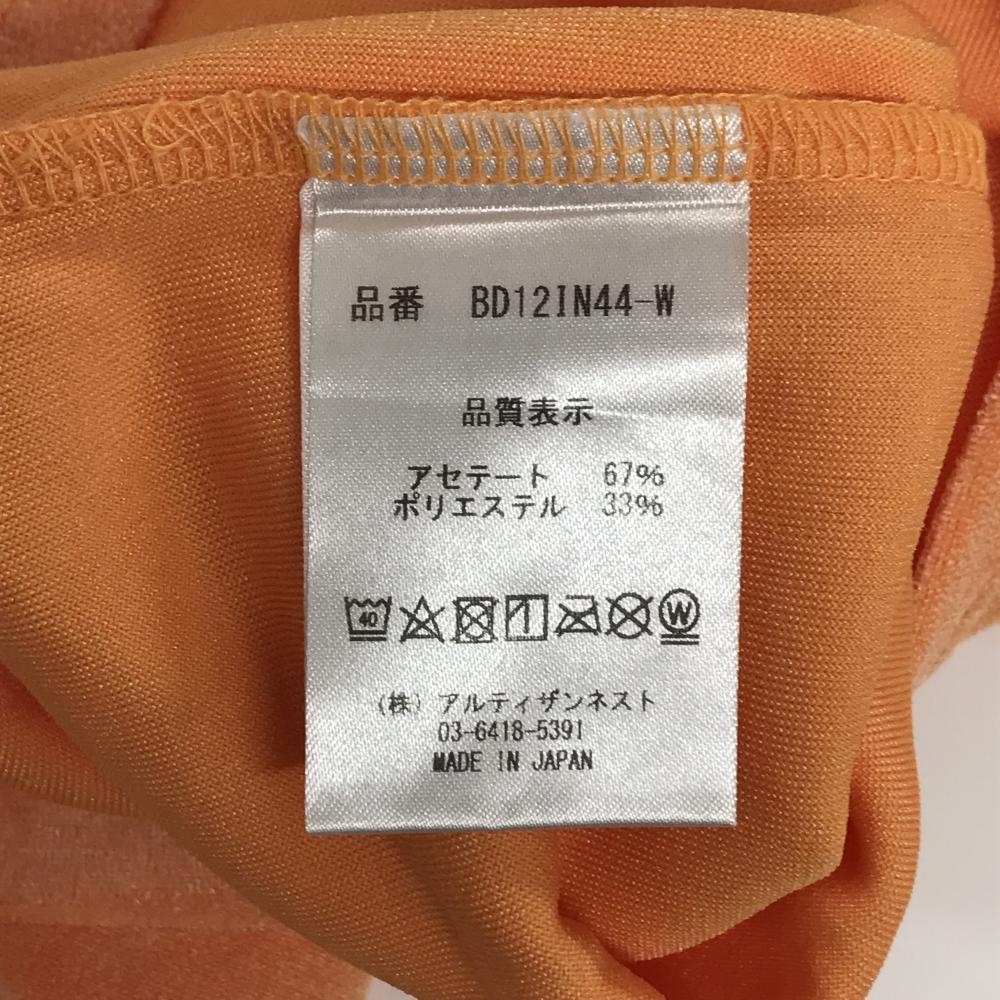 品番 BD12IN44-W
品質表示
アセテート 67%
ポリエステル 33%
40 W
(株) アルティザンネスト
03-6418-5391
MADE IN JAPAN